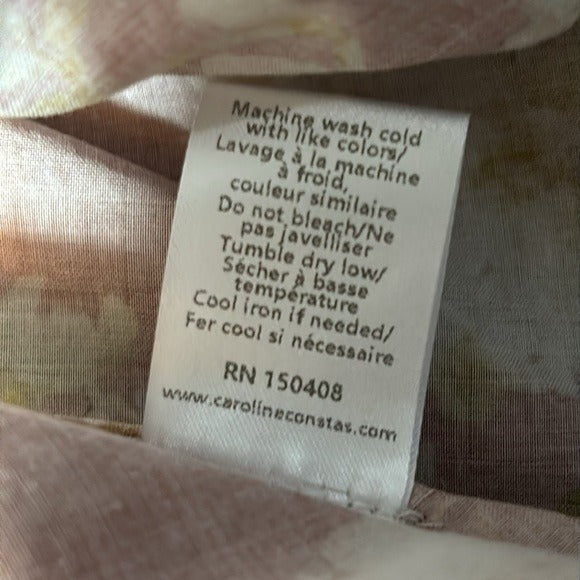 Machine wash cold
with like colors/
Lavage à la machine
à froid,
couleur similaire
Do not bleach/Ne
pas javelliser
Tumble dry low/
Sécher à basse
température
Cool iron if needed/
Fer cool si nécessaire
RN 150408
www.carolineconstas.com